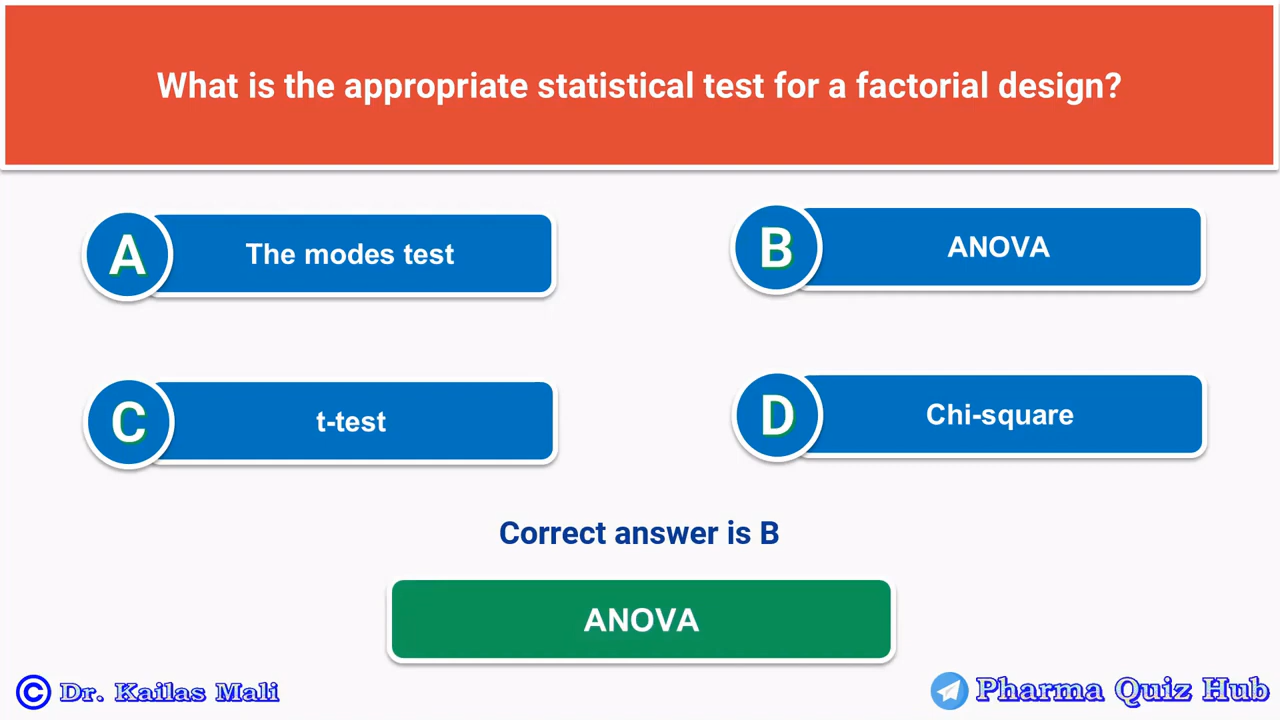 What is the appropriate statistical test for a factorial design?
A The modes test
B ANOVA
C t-test
D Chi-square
Correct answer is B
ANOVA
© Dr. Kailas Mali
Pharma Quiz Hub